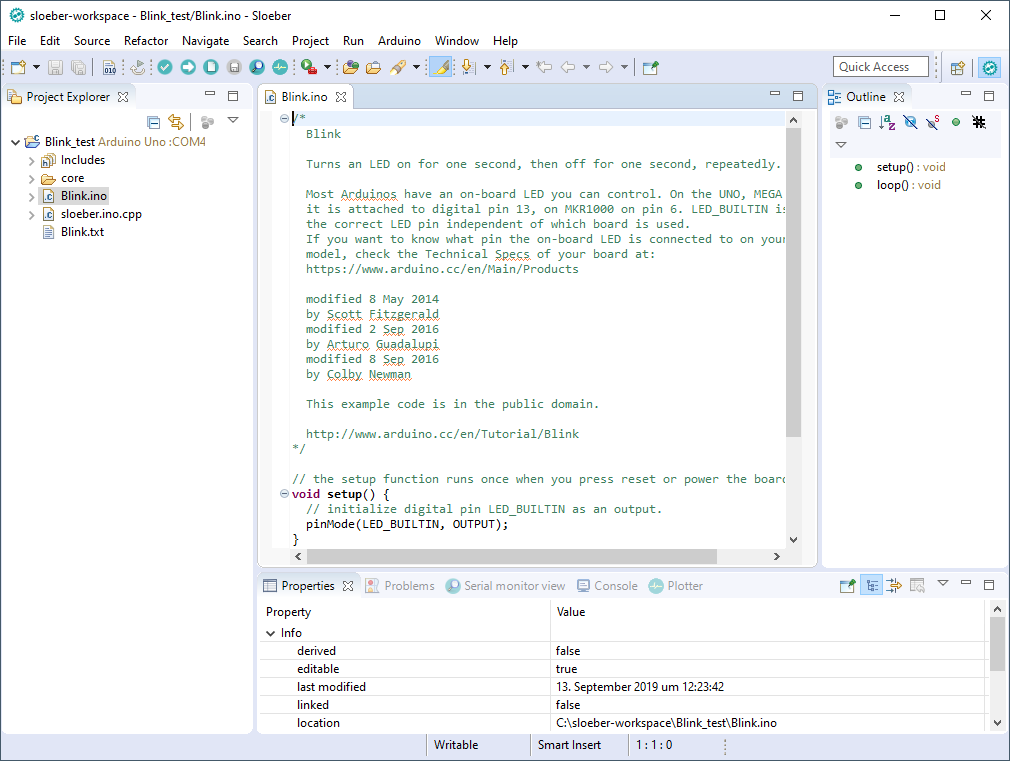 sloeber-workspace - Blink_test/Blink.ino - Sloeber
File Edit Source Refactor Navigate Search Project Run Arduino Window Help
010
Quick Access
Project Explorer
Blink_test Arduino Uno :COM4
Includes
core
Blink.ino
sloeber.ino.cpp
Blink.txt
Blink.ino
/*
Blink
Turns an LED on for one second, then off for one second, repeatedly.
Most Arduinos have an on-board LED you can control. On the UNO, MEGA
it is attached to digital pin 13, on MKR1000 on pin 6. LED_BUILTIN is
the correct LED pin independent of which board is used.
If you want to know what pin the on-board LED is connected to on your
model, check the Technical Specs of your board at:
https://www.arduino.cc/en/Main/Products
modified 8 May 2014
by Scott Fitzgerald
modified 2 Sep 2016
by Arturo Guadalupi
modified 8 Sep 2016
by Colby Newman
This example code is in the public domain.
http://www.arduino.cc/en/Tutorial/Blink
*/
// the setup function runs once when you press reset or power the board
void setup() {
// initialize digital pin LED_BUILTIN as an output.
pinMode(LED_BUILTIN, OUTPUT);
}
Outline
setup() : void
loop() : void
Properties Problems Serial monitor view Console Plotter
Property Value
Info
derived false
editable true
last modified 13. September 2019 um 12:23:42
linked false
location C:\sloeber-workspace\Blink_test\Blink.ino
Writable Smart Insert 1 : 1 : 0